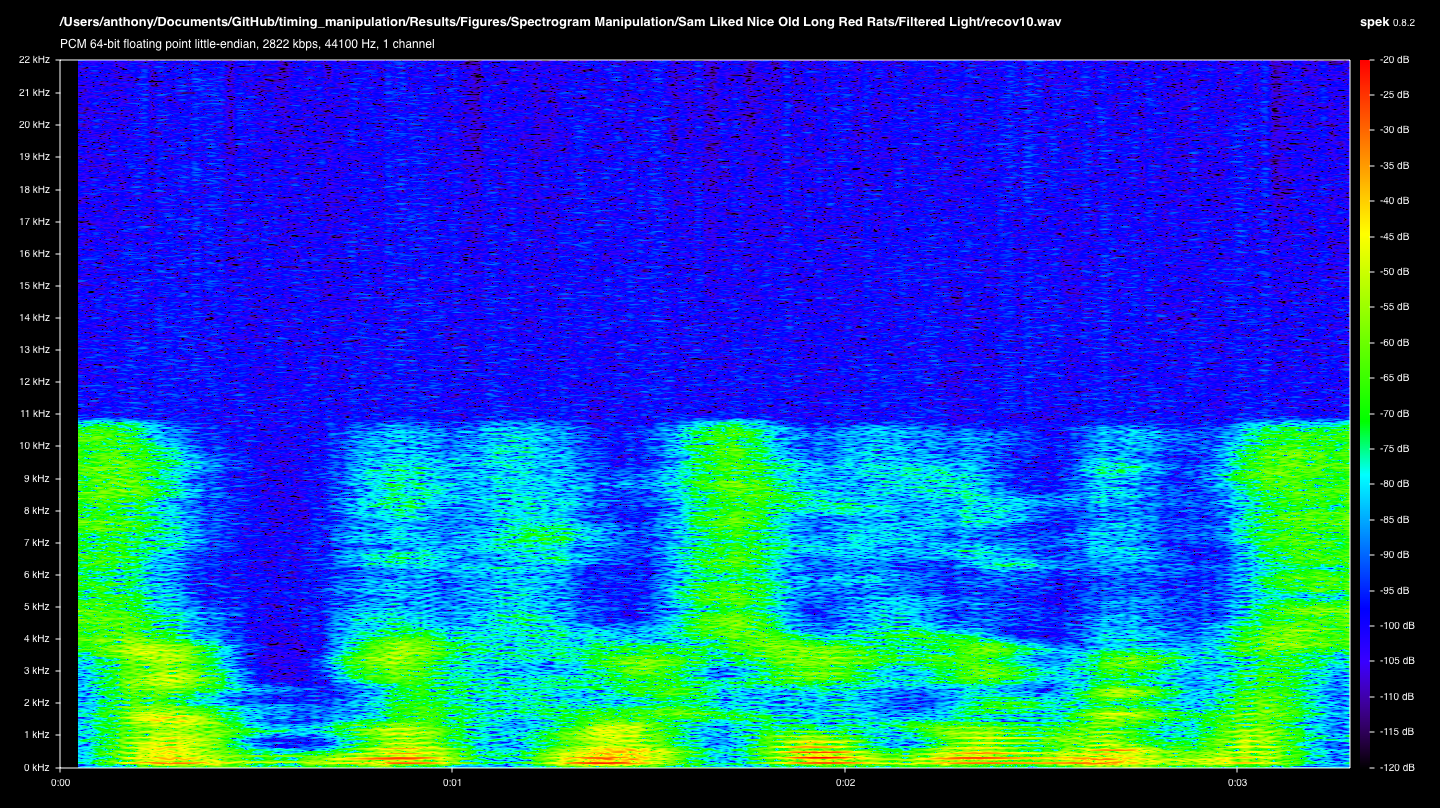 /Users/anthony/Documents/GitHub/timing_manipulation/Results/Figures/Spectrogram Manipulation/Sam Liked Nice Old Long Red Rats/Filtered Light/recov10.wav
spek 0.8.2
PCM 64-bit floating point little-endian, 2822 kbps, 44100 Hz, 1 channel
22 kHz
21 kHz
20 kHz
19 kHz
18 kHz
17 kHz
16 kHz
15 kHz
14 kHz
13 kHz
12 kHz
11 kHz
10 kHz
9 kHz
8 kHz
7 kHz
6 kHz
5 kHz
4 kHz
3 kHz
2 kHz
1 kHz
0 kHz
0:00
0:01
0:02
0:03
-20 dB
-25 dB
-30 dB
-35 dB
-40 dB
-45 dB
-50 dB
-55 dB
-60 dB
-65 dB
-70 dB
-75 dB
-80 dB
-85 dB
-90 dB
-95 dB
-100 dB
-105 dB
-110 dB
-115 dB
-120 dB